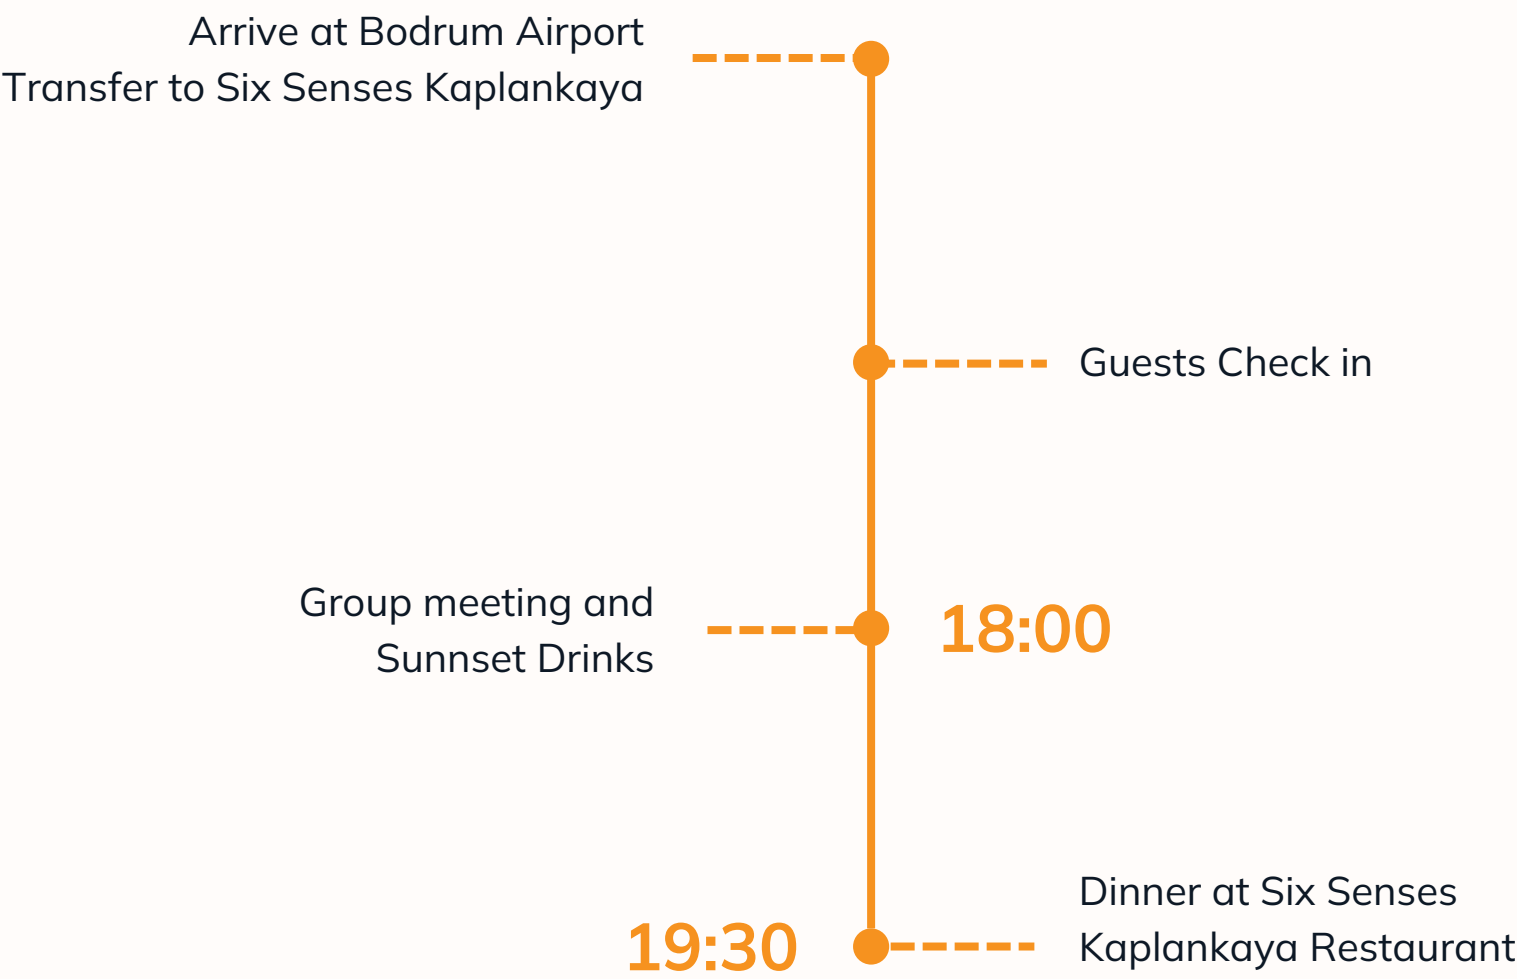 Arrive at Bodrum Airport
Transfer to Six Senses Kaplankaya
Guests Check in
Group meeting and
Sunnset Drinks
18:00
19:30
Dinner at Six Senses
Kaplankaya Restaurant